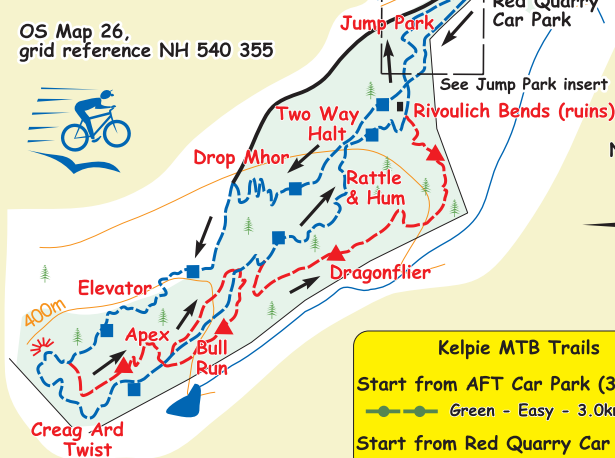 Red Quarry
Car Park
Jump Park
OS Map 26,
grid reference NH 540 355
See Jump Park insert
Two Way
Halt
Rivoulich Bends (ruins)
Drop Mhor
Rattle
& Hum
Dragonflier
Elevator
400m
Apex
Bull
Run
Creag Ard
Twist
Kelpie MTB Trails
Start from AFT Car Park (3
Green - Easy - 3.0km
Start from Red Quarry Car